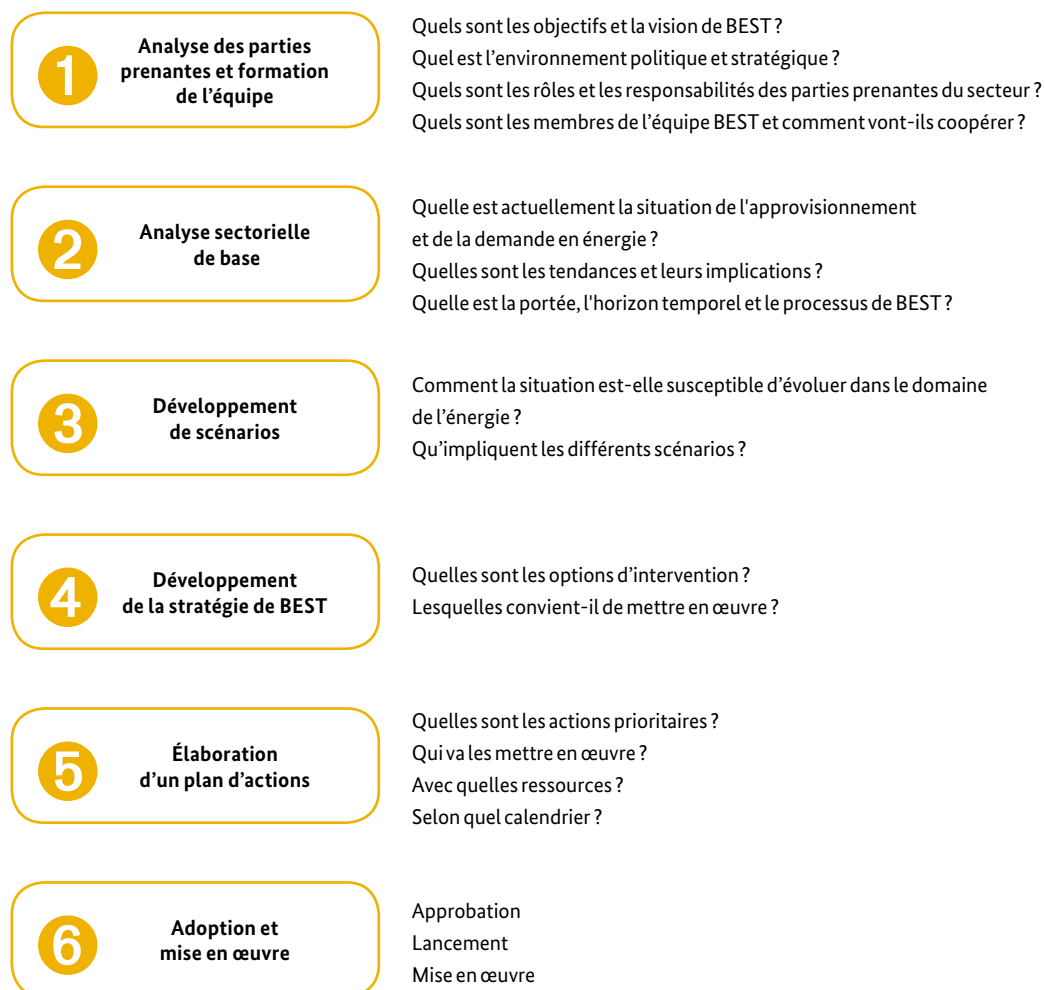 1
Analyse des parties
prenantes et formation
de l’équipe
Quels sont les objectifs et la vision de BEST ?
Quel est l’environnement politique et stratégique ?
Quels sont les rôles et les responsabilités des parties prenantes du secteur ?
Quels sont les membres de l’équipe BEST et comment vont-ils coopérer ?
2
Analyse sectorielle
de base
Quelle est actuellement la situation de l'approvisionnement
et de la demande en énergie ?
Quelles sont les tendances et leurs implications ?
Quelle est la portée, l'horizon temporel et le processus de BEST ?
3
Développement
de scénarios
Comment la situation est-elle susceptible d’évoluer dans le domaine
de l’énergie ?
Qu’impliquent les différents scénarios ?
4
Développement
de la stratégie de BEST
Quelles sont les options d’intervention ?
Lesquelles convient-il de mettre en œuvre ?
5
Élaboration
d’un plan d’actions
Quelles sont les actions prioritaires ?
Qui va les mettre en œuvre ?
Avec quelles ressources ?
Selon quel calendrier ?
6
Adoption et
mise en œuvre
Approbation
Lancement
Mise en œuvre